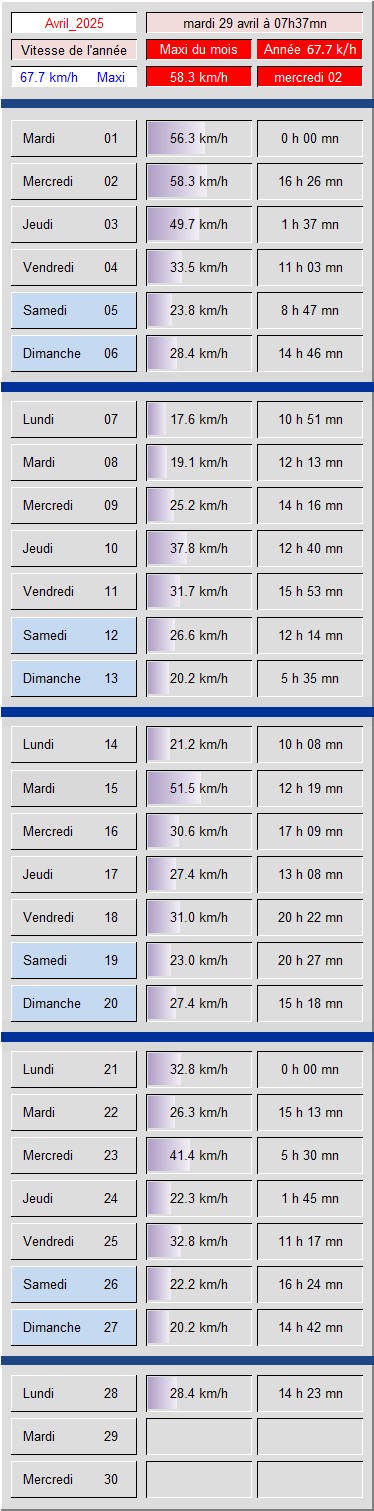 Avril_2025 mardi 29 avril à 07h37mn
Vitesse de l'année Maxi du mois Année 67.7 k/h
67.7 km/h Maxi 58.3 km/h mercredi 02
Mardi 01 56.3 km/h 0 h 00 mn
Mercredi 02 58.3 km/h 16 h 26 mn
Jeudi 03 49.7 km/h 1 h 37 mn
Vendredi 04 33.5 km/h 11 h 03 mn
Samedi 05 23.8 km/h 8 h 47 mn
Dimanche 06 28.4 km/h 14 h 46 mn
Lundi 07 17.6 km/h 10 h 51 mn
Mardi 08 19.1 km/h 12 h 13 mn
Mercredi 09 25.2 km/h 14 h 16 mn
Jeudi 10 37.8 km/h 12 h 40 mn
Vendredi 11 31.7 km/h 15 h 53 mn
Samedi 12 26.6 km/h 12 h 14 mn
Dimanche 13 20.2 km/h 5 h 35 mn
Lundi 14 21.2 km/h 10 h 08 mn
Mardi 15 51.5 km/h 12 h 19 mn
Mercredi 16 30.6 km/h 17 h 09 mn
Jeudi 17 27.4 km/h 13 h 08 mn
Vendredi 18 31.0 km/h 20 h 22 mn
Samedi 19 23.0 km/h 20 h 27 mn
Dimanche 20 27.4 km/h 15 h 18 mn
Lundi 21 32.8 km/h 0 h 00 mn
Mardi 22 26.3 km/h 15 h 13 mn
Mercredi 23 41.4 km/h 5 h 30 mn
Jeudi 24 22.3 km/h 1 h 45 mn
Vendredi 25 32.8 km/h 11 h 17 mn
Samedi 26 22.2 km/h 16 h 24 mn
Dimanche 27 20.2 km/h 14 h 42 mn
Lundi 28 28.4 km/h 14 h 23 mn
Mardi 29
Mercredi 30